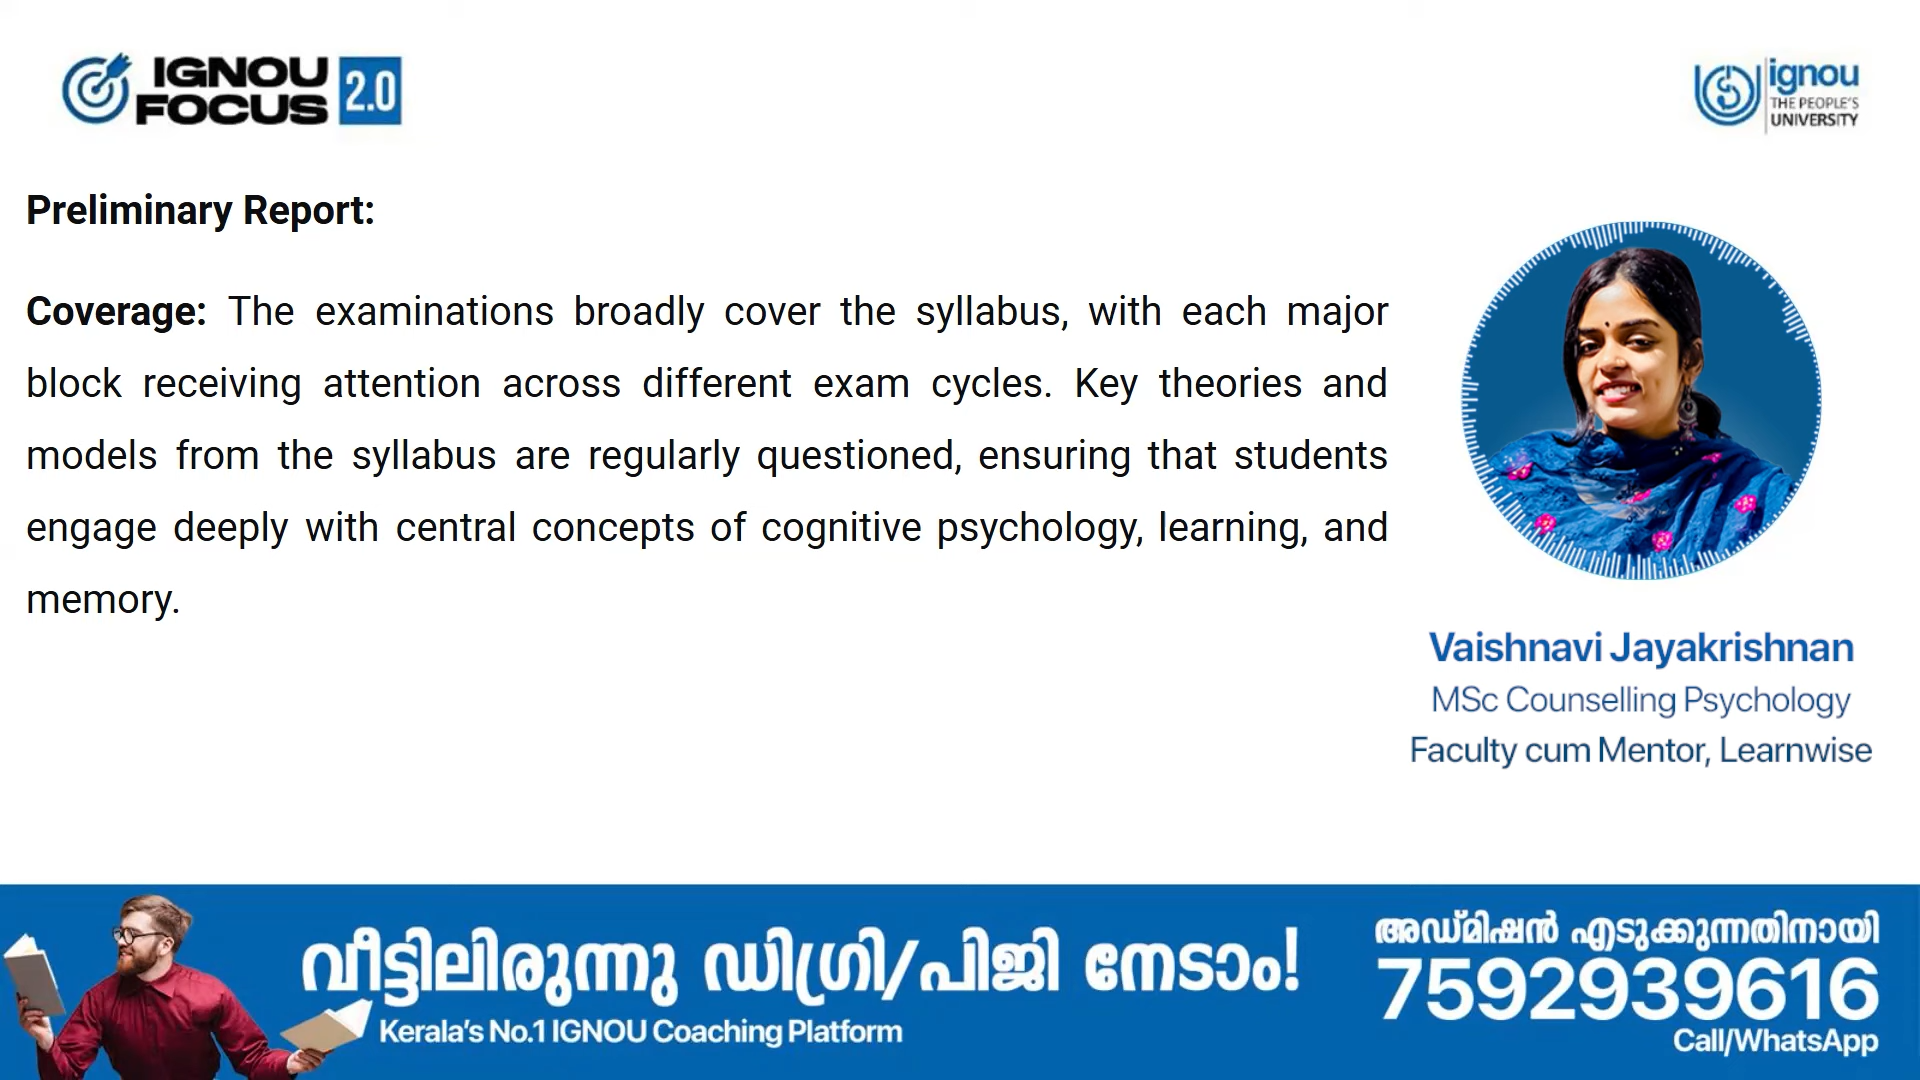 IGNOU
FOCUS 2.0
ignou
THE PEOPLE'S
UNIVERSITY
Preliminary Report:
Coverage: The examinations broadly cover the syllabus, with each major
block receiving attention across different exam cycles. Key theories and
models from the syllabus are regularly questioned, ensuring that students
engage deeply with central concepts of cognitive psychology, learning, and
memory.
Vaishnavi Jayakrishnan
MSc Counselling Psychology
Faculty cum Mentor, Learnwise
വീട്ടിലിരുന്നു ഡിഗ്രി/പിജി നേടാം!
Kerala's No.1 IGNOU Coaching Platform
അഡ്മിഷൻ എടുക്കുന്നതിനായി
7592939616
Call/WhatsApp